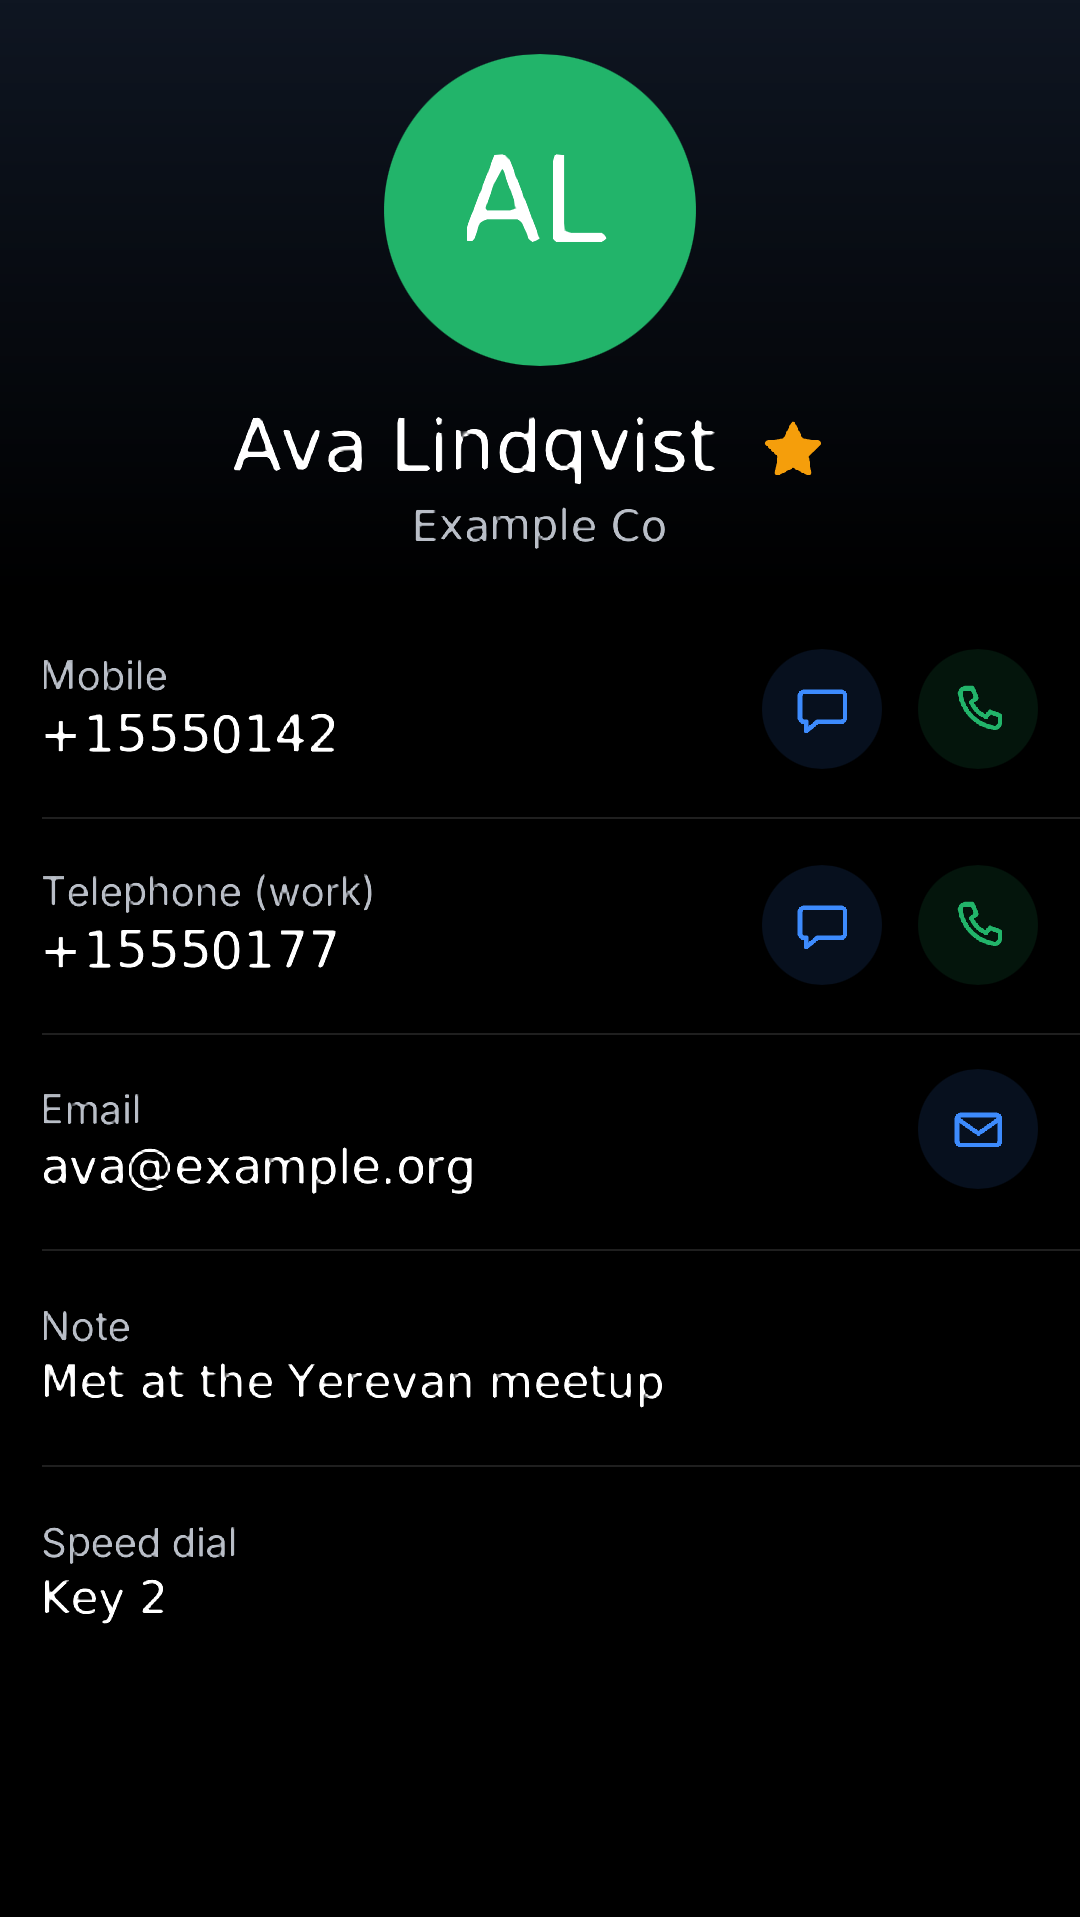 AL
Ava Lindqvist
Example Co
Mobile
+15550142
Telephone (work)
+15550177
Email
ava@example.org
Note
Met at the Yerevan meetup
Speed dial
Key 2